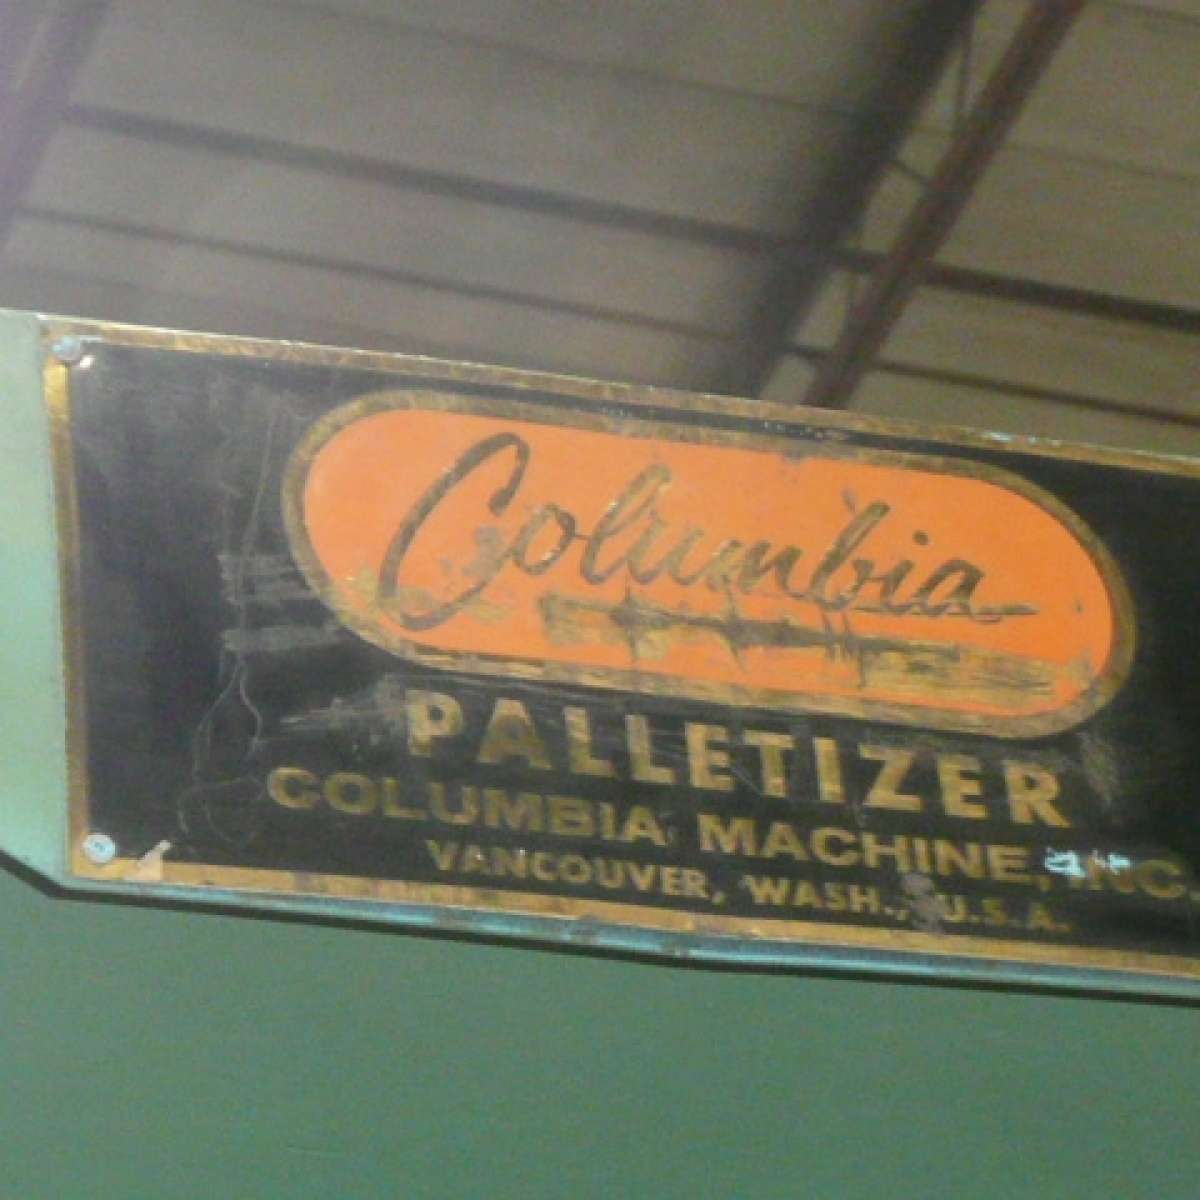 Columbia
PALLETIZER
COLUMBIA MACHINE, INC.
VANCOUVER, WASH., U.S.A.